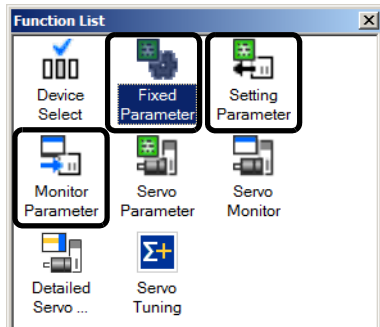 Function List
Device Select
Fixed Parameter
Setting Parameter
Monitor Parameter
Servo Parameter
Servo Monitor
Detailed Servo ...
Σ+
Servo Tuning